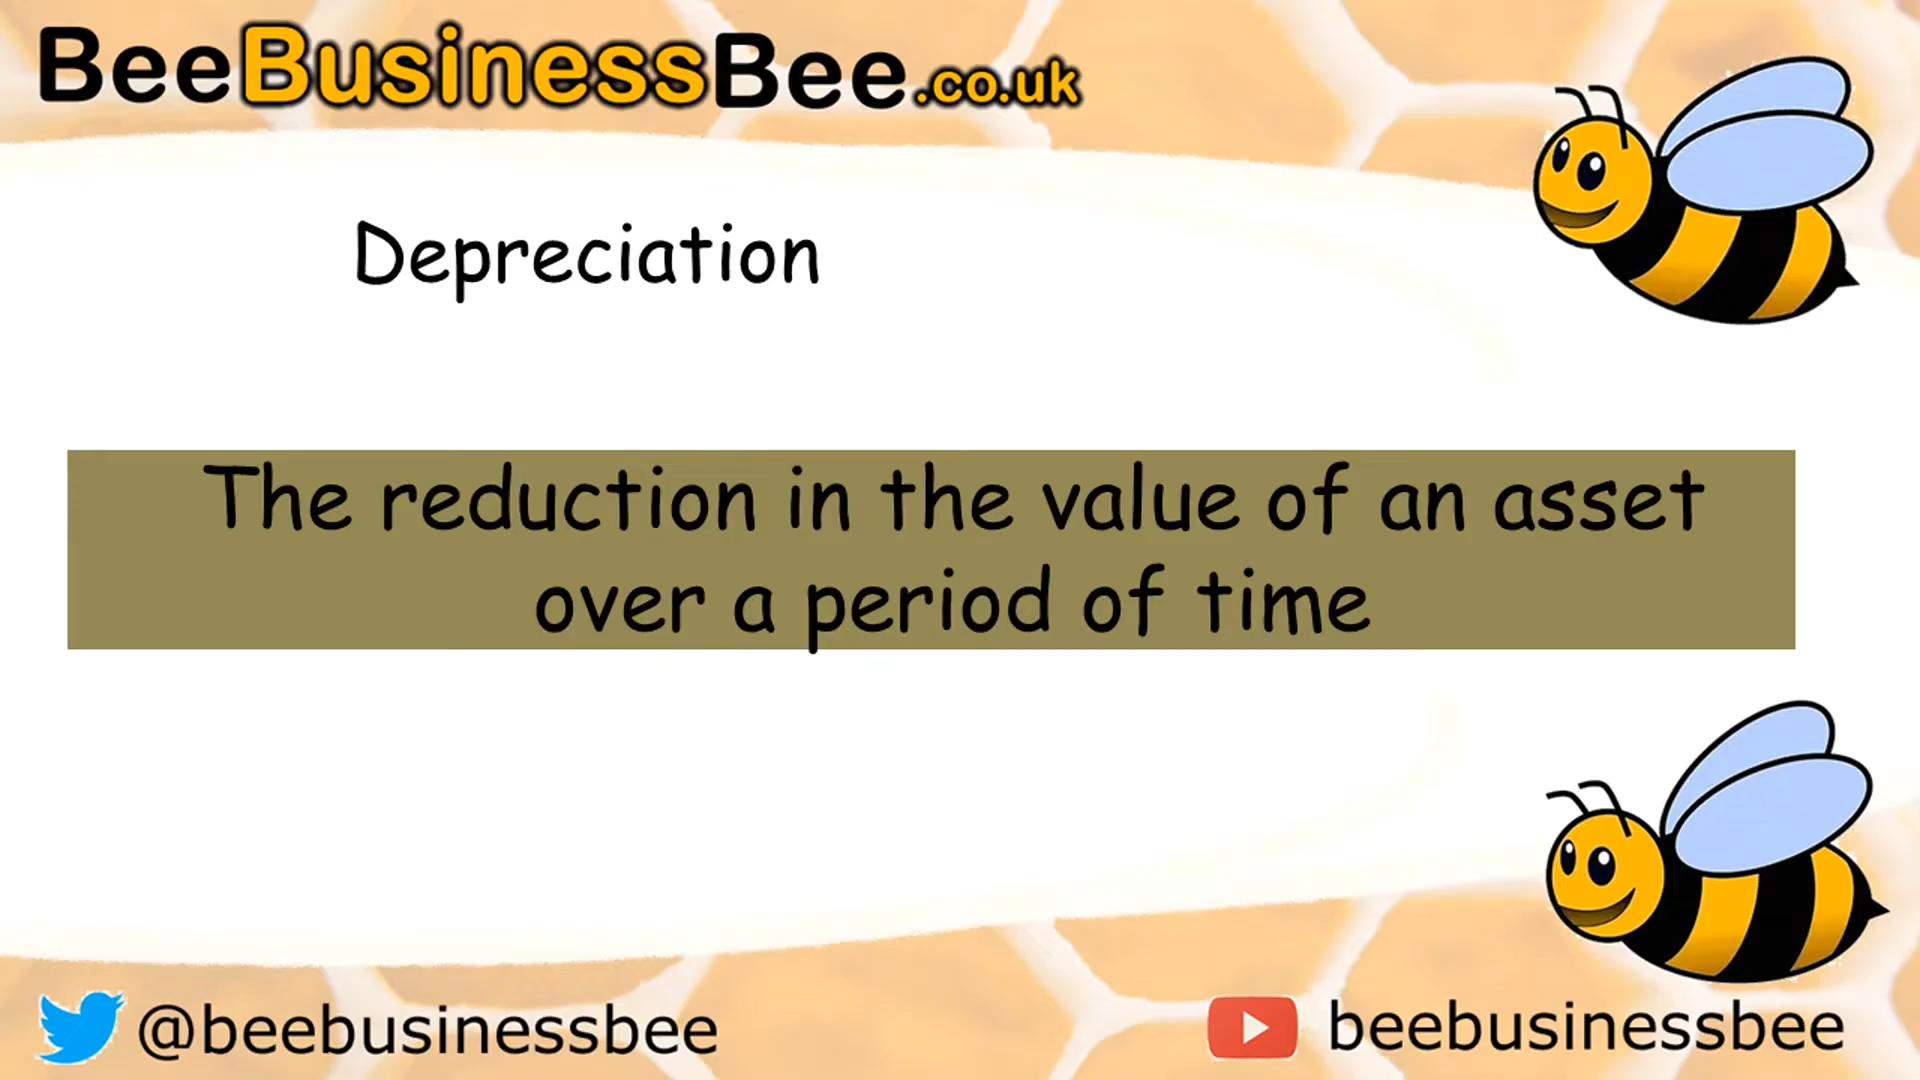 BeeBusinessBee.co.uk
Depreciation
The reduction in the value of an asset
over a period of time
@beebusinessbee
beebusinessbee